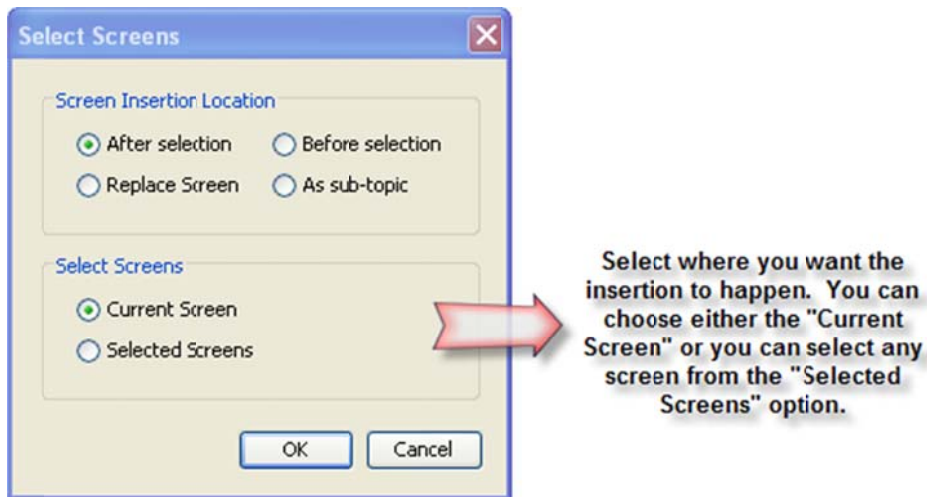 Select Screens
Screen Insertion Location
After selection
Before selection
Replace Screen
As sub-topic
Select Screens
Current Screen
Selected Screens
OK
Cancel
Select where you want the
insertion to happen. You can
choose either the "Current
Screen" or you can select any
screen from the "Selected
Screens" option.